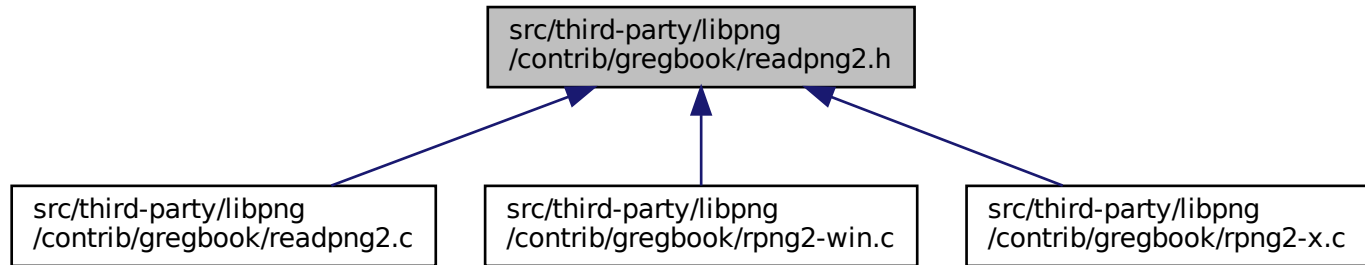 src/third-party/libpng
/contrib/gregbook/readpng2.h
src/third-party/libpng
/contrib/gregbook/readpng2.c
src/third-party/libpng
/contrib/gregbook/rpng2-win.c
src/third-party/libpng
/contrib/gregbook/rpng2-x.c